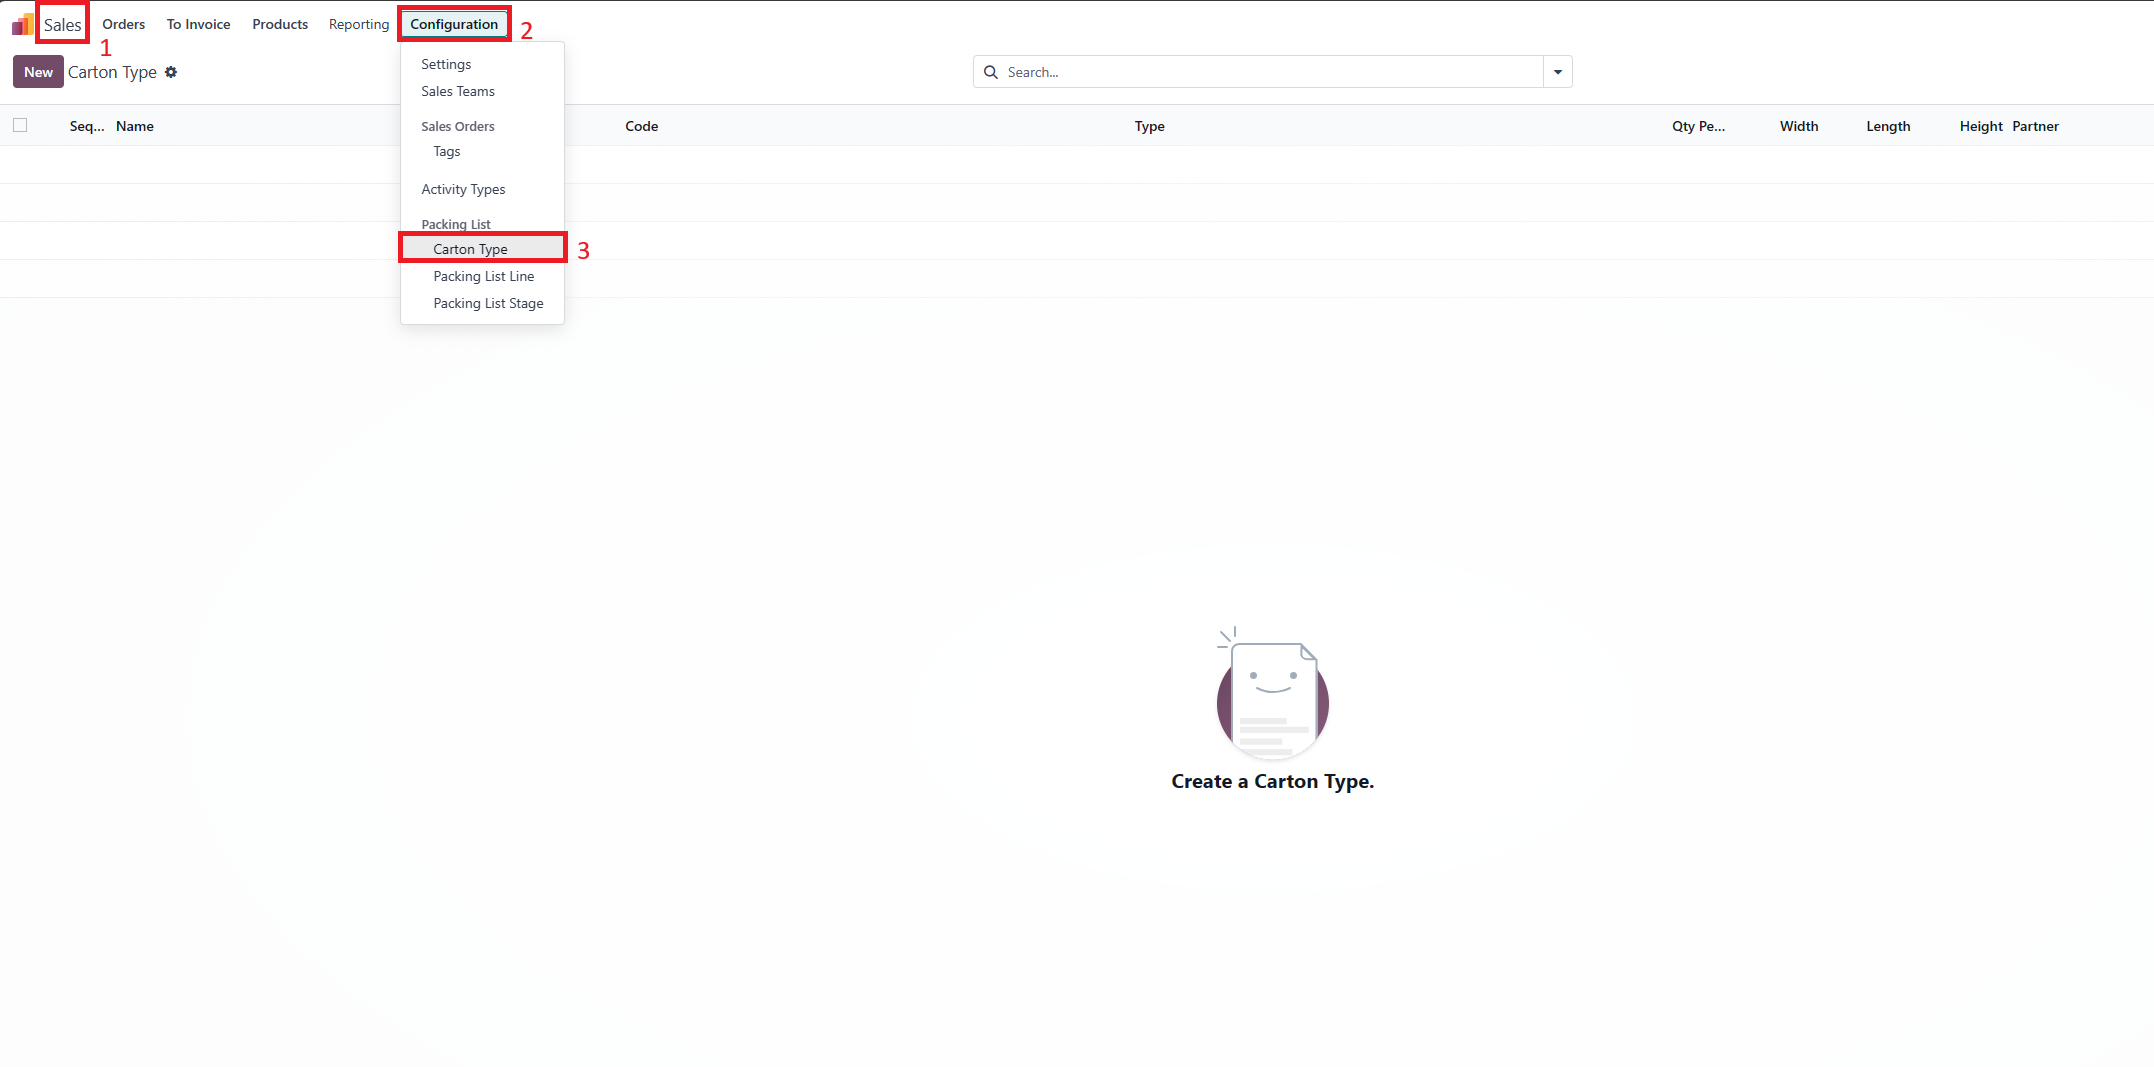 Sales Orders To Invoice Products Reporting Configuration 2
1
New Carton Type Search...
Settings
Sales Teams
Seq... Name Sales Orders Code Type Qty Pe... Width Length Height Partner
Tags
Activity Types
Packing List
Carton Type 3
Packing List Line
Packing List Stage
Create a Carton Type.